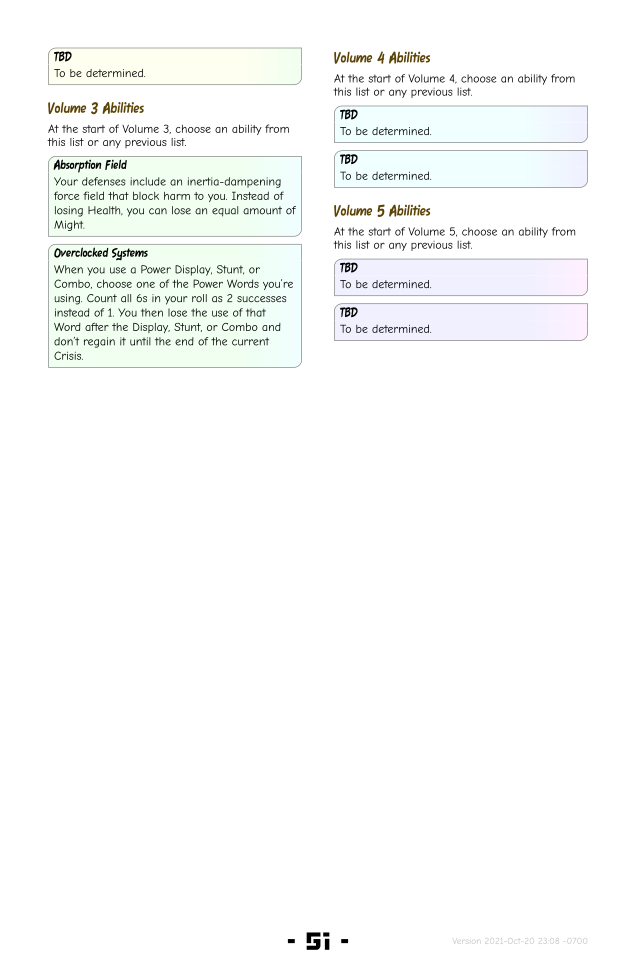 TBD
To be determined.
Volume 3 Abilities
At the start of Volume 3, choose an ability from
this list or any previous list.
Absorption Field
Your defenses include an inertia-dampening
force field that block harm to you. Instead of
losing Health, you can lose an equal amount of
Might.
Overclocked Systems
When you use a Power Display, Stunt, or
Combo, choose one of the Power Words you're
using. Count all 6s in your roll as 2 successes
instead of 1. You then lose the use of that
Word after the Display, Stunt, or Combo and
don't regain it until the end of the current
Crisis.
Volume 4 Abilities
At the start of Volume 4, choose an ability from
this list or any previous list.
TBD
To be determined.
TBD
To be determined.
Volume 5 Abilities
At the start of Volume 5, choose an ability from
this list or any previous list.
TBD
To be determined.
TBD
To be determined.
- 51 -
Version 2021-Oct-20 23:08 -0700